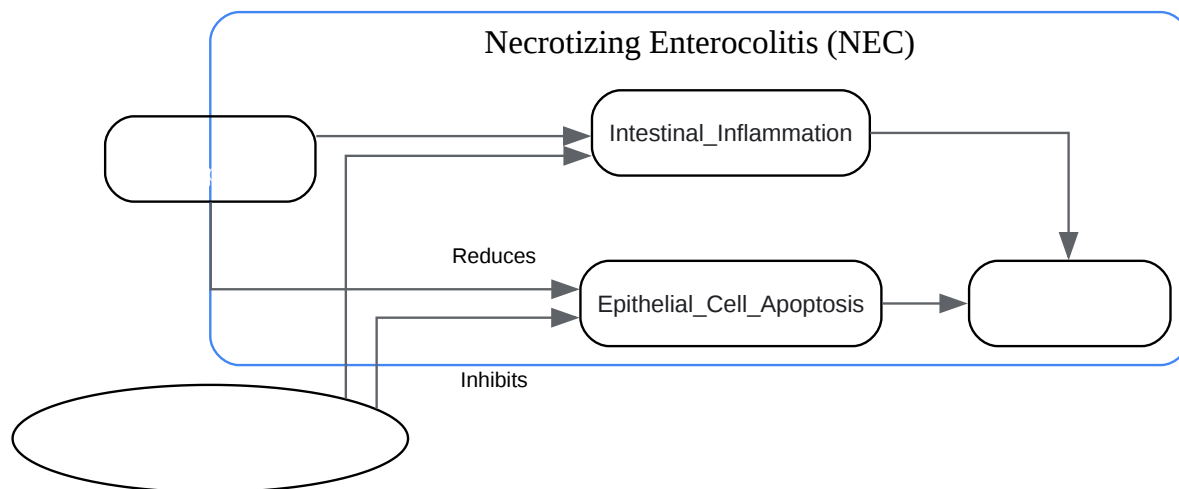 Necrotizing Enterocolitis (NEC)
Intestinal_Inflammation
Reduces
Epithelial_Cell_Apoptosis
Inhibits